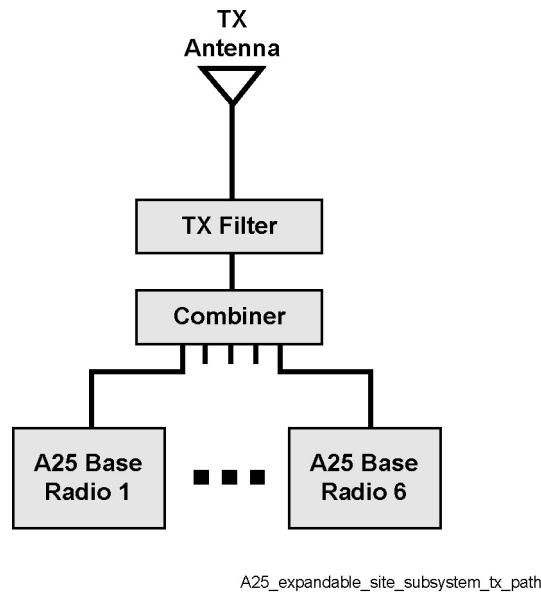 TX
Antenna
TX Filter
Combiner
A25 Base
Radio 1
A25 Base
Radio 6
A25_expandable_site_subsystem_tx_path